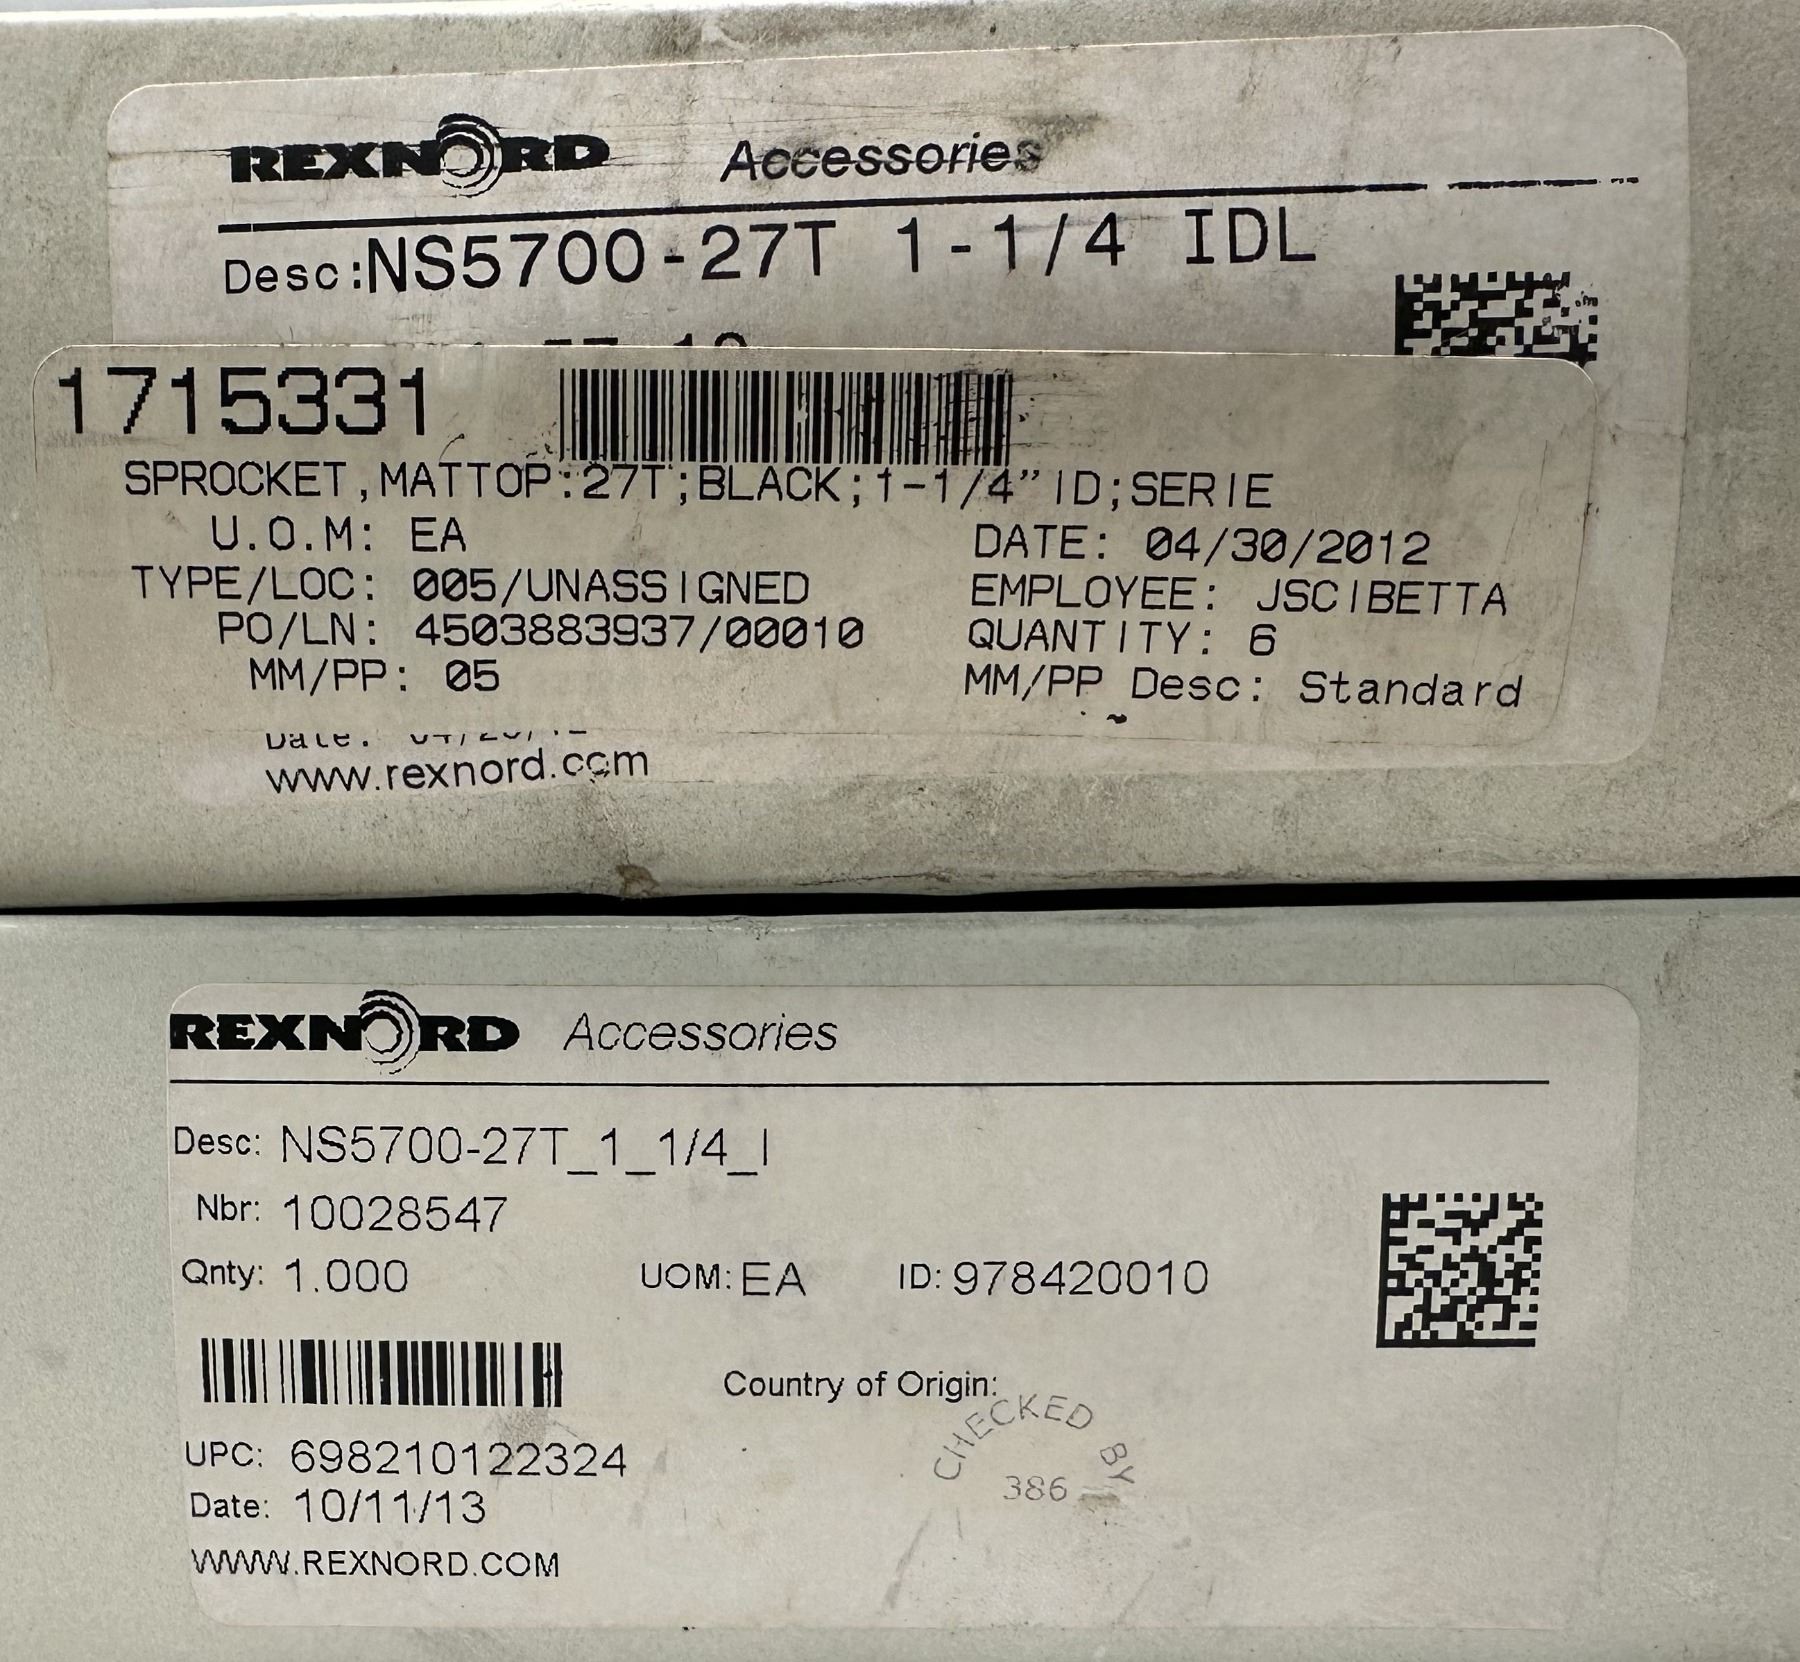 REXNORD Accessories
Desc:NS5700-27T 1-1/4 IDL
1715331
SPROCKET,MATTOP:27T;BLACK;1-1/4”ID;SERIE
U.O.M: EA DATE: 04/30/2012
TYPE/LOC: 005/UNASSIGNED EMPLOYEE: JSCIBETTA
PO/LN: 4503883937/00010 QUANTITY: 6
MM/PP: 05 MM/PP Desc: Standard
Date:
www.rexnord.com
REXNORD Accessories
Desc: NS5700-27T_1_1/4_I
Nbr: 10028547
Qnty: 1.000 UOM: EA ID: 978420010
Country of Origin:
CHECKED BY
386
UPC: 698210122324
Date: 10/11/13
WWW.REXNORD.COM